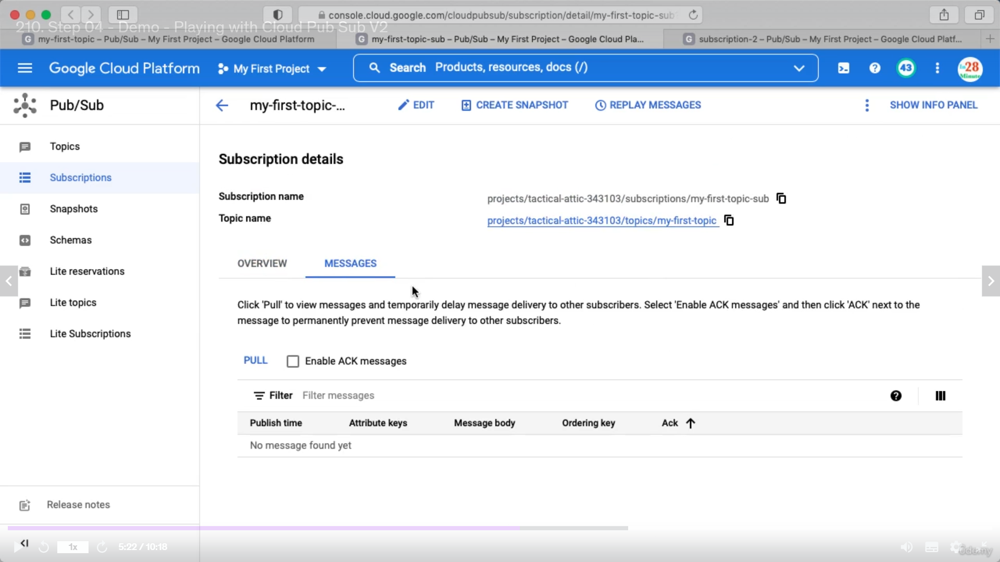 console.cloud.google.com/cloudpubsub/subscription/detail/my-first-topic-sub
210. Step 04 - Demo - Playing with Cloud Pub Sub V2
G my-first-topic – Pub/Sub – My First Project – Google Cloud Platform
G my-first-topic-sub – Pub/Sub – My First Project – Google Cloud Pla...
G subscription-2 – Pub/Sub – My First Project – Google Cloud Platf...
Google Cloud Platform
My First Project
Search Products, resources, docs (/)
43
in 28 Minutes
Pub/Sub
my-first-topic-...
EDIT
CREATE SNAPSHOT
REPLAY MESSAGES
SHOW INFO PANEL
Topics
Subscriptions
Snapshots
Schemas
Lite reservations
Lite topics
Lite Subscriptions
Release notes
Subscription details
Subscription name projects/tactical-attic-343103/subscriptions/my-first-topic-sub
Topic name projects/tactical-attic-343103/topics/my-first-topic
OVERVIEW MESSAGES
Click 'Pull' to view messages and temporarily delay message delivery to other subscribers. Select 'Enable ACK messages' and then click 'ACK' next to the
message to permanently prevent message delivery to other subscribers.
PULL Enable ACK messages
Filter Filter messages
Publish time Attribute keys Message body Ordering key Ack
No message found yet
1x
5:22 / 10:18
ûdemy